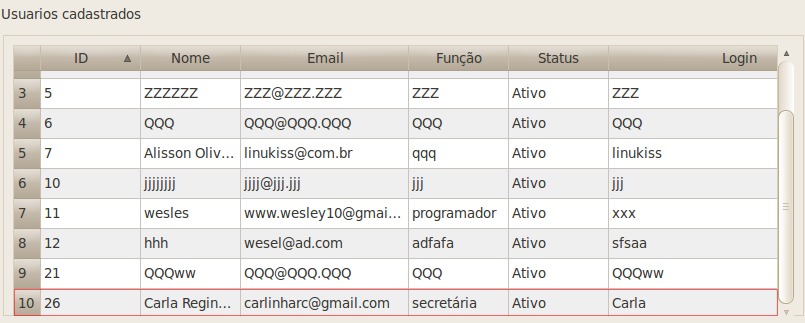 Usuarios cadastrados
ID Nome Email Função Status Login
3 5 ZZZZZZ ZZZ@ZZZ.ZZZ ZZZ Ativo ZZZ
4 6 QQQ QQQ@QQQ.QQQ QQQ Ativo QQQ
5 7 Alisson Oliv... linukiss@com.br qqq Ativo linukiss
6 10 jjjjjjjjj jjjj@jjj.jjj jjj Ativo jjj
7 11 wesles www.wesley10@gmai... programador Ativo xxx
8 12 hhh wesel@ad.com adfafa Ativo sfsaa
9 21 QQQww QQQ@QQQ.QQQ QQQ Ativo QQQww
10 26 Carla Regin... carlinharc@gmail.com secretária Ativo Carla